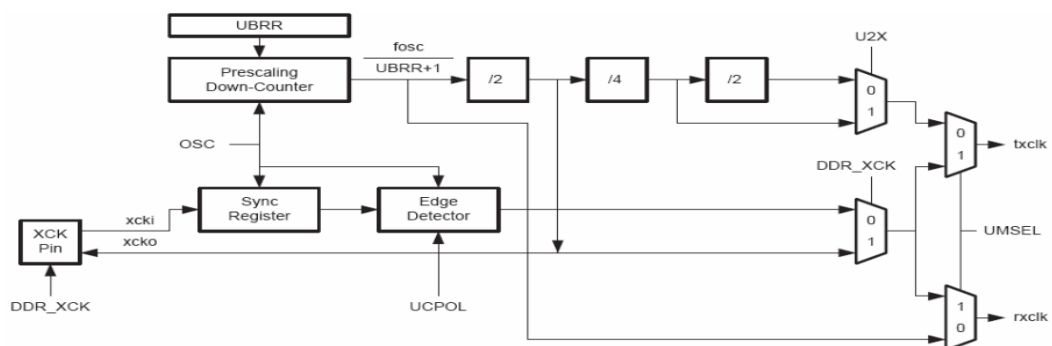 UBRR
U2X
fosc
UBRR+1
Prescaling
Down-Counter
/2
/4
/2
0
1
OSC
0
1
txclk
DDR_XCK
Sync
Register
Edge
Detector
xcki
XCK
Pin
xcko
0
1
UMSEL
DDR_XCK
UCPOL
1
0
rxclk